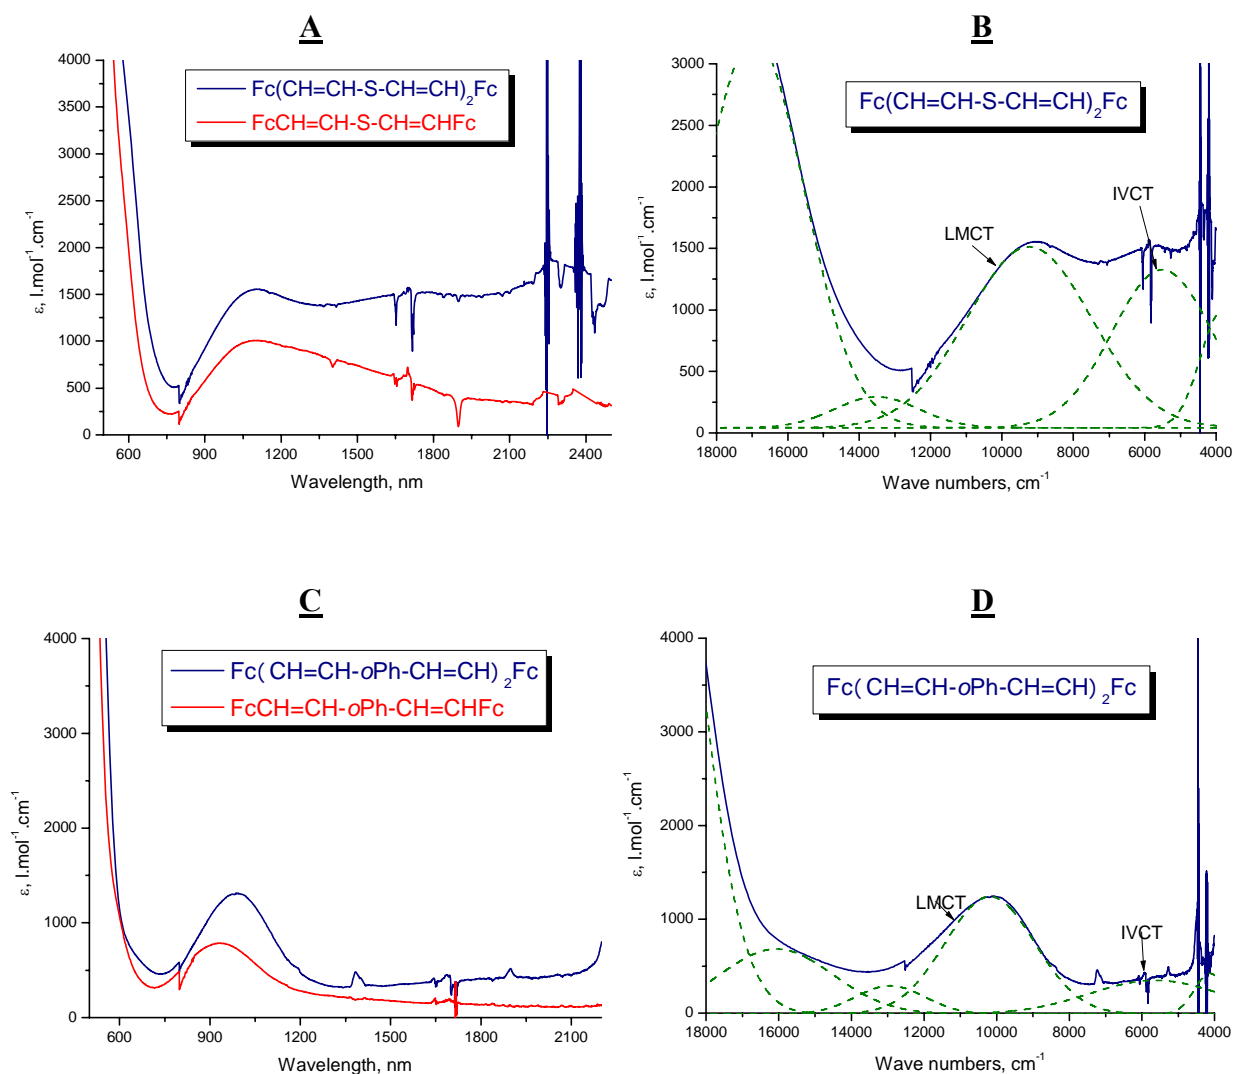 A
Fc(CH=CH-S-CH=CH)2Fc
FcCH=CH-S-CH=CHFc
ε, l.mol-1.cm-1
4000
3500
3000
2500
2000
1500
1000
500
0
600 900 1200 1500 1800 2100 2400
Wavelength, nm
B
Fc(CH=CH-S-CH=CH)2Fc
LMCT
IVCT
ε, l.mol-1.cm-1
3000
2500
2000
1500
1000
500
0
18000 16000 14000 12000 10000 8000 6000 4000
Wave numbers, cm-1
C
Fc(CH=CH-oPh-CH=CH)2Fc
FcCH=CH-oPh-CH=CHFc
ε, l.mol-1.cm-1
4000
3000
2000
1000
0
600 900 1200 1500 1800 2100
Wavelength, nm
D
Fc(CH=CH-oPh-CH=CH)2Fc
LMCT
IVCT
ε, l.mol-1.cm-1
4000
3000
2000
1000
0
18000 16000 14000 12000 10000 8000 6000 4000
Wave numbers, cm-1